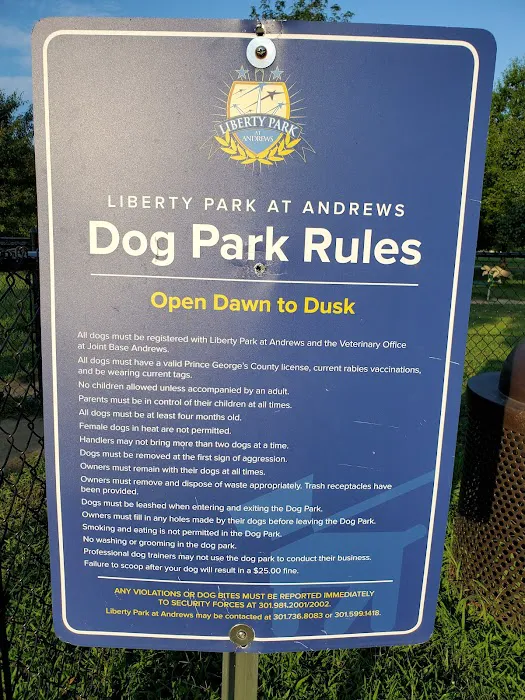 LIBERTY PARK
AT
ANDREWS
LIBERTY PARK AT ANDREWS
Dog Park Rules
Open Dawn to Dusk
All dogs must be registered with Liberty Park at Andrews and the Veterinary Office
at Joint Base Andrews.
All dogs must have a valid Prince George's County license, current rabies vaccinations,
and be wearing current tags.
No children allowed unless accompanied by an adult.
Parents must be in control of their children at all times.
All dogs must be at least four months old.
Female dogs in heat are not permitted.
Handlers may not bring more than two dogs at a time.
Dogs must be removed at the first sign of aggression.
Owners must remain with their dogs at all times.
Owners must remove and dispose of waste appropriately. Trash receptacles have
been provided.
Dogs must be leashed when entering and exiting the Dog Park.
Owners must fill in any holes made by their dogs before leaving the Dog Park.
Smoking and eating is not permitted in the Dog Park.
No washing or grooming in the dog park.
Professional dog trainers may not use the dog park to conduct their business.
Failure to scoop after your dog will result in a $25.00 fine.
ANY VIOLATIONS OR DOG BITES MUST BE REPORTED IMMEDIATELY
TO SECURITY FORCES AT 301.981.2001/2002.
Liberty Park at Andrews may be contacted at 301.736.8083 or 301.599.1418.